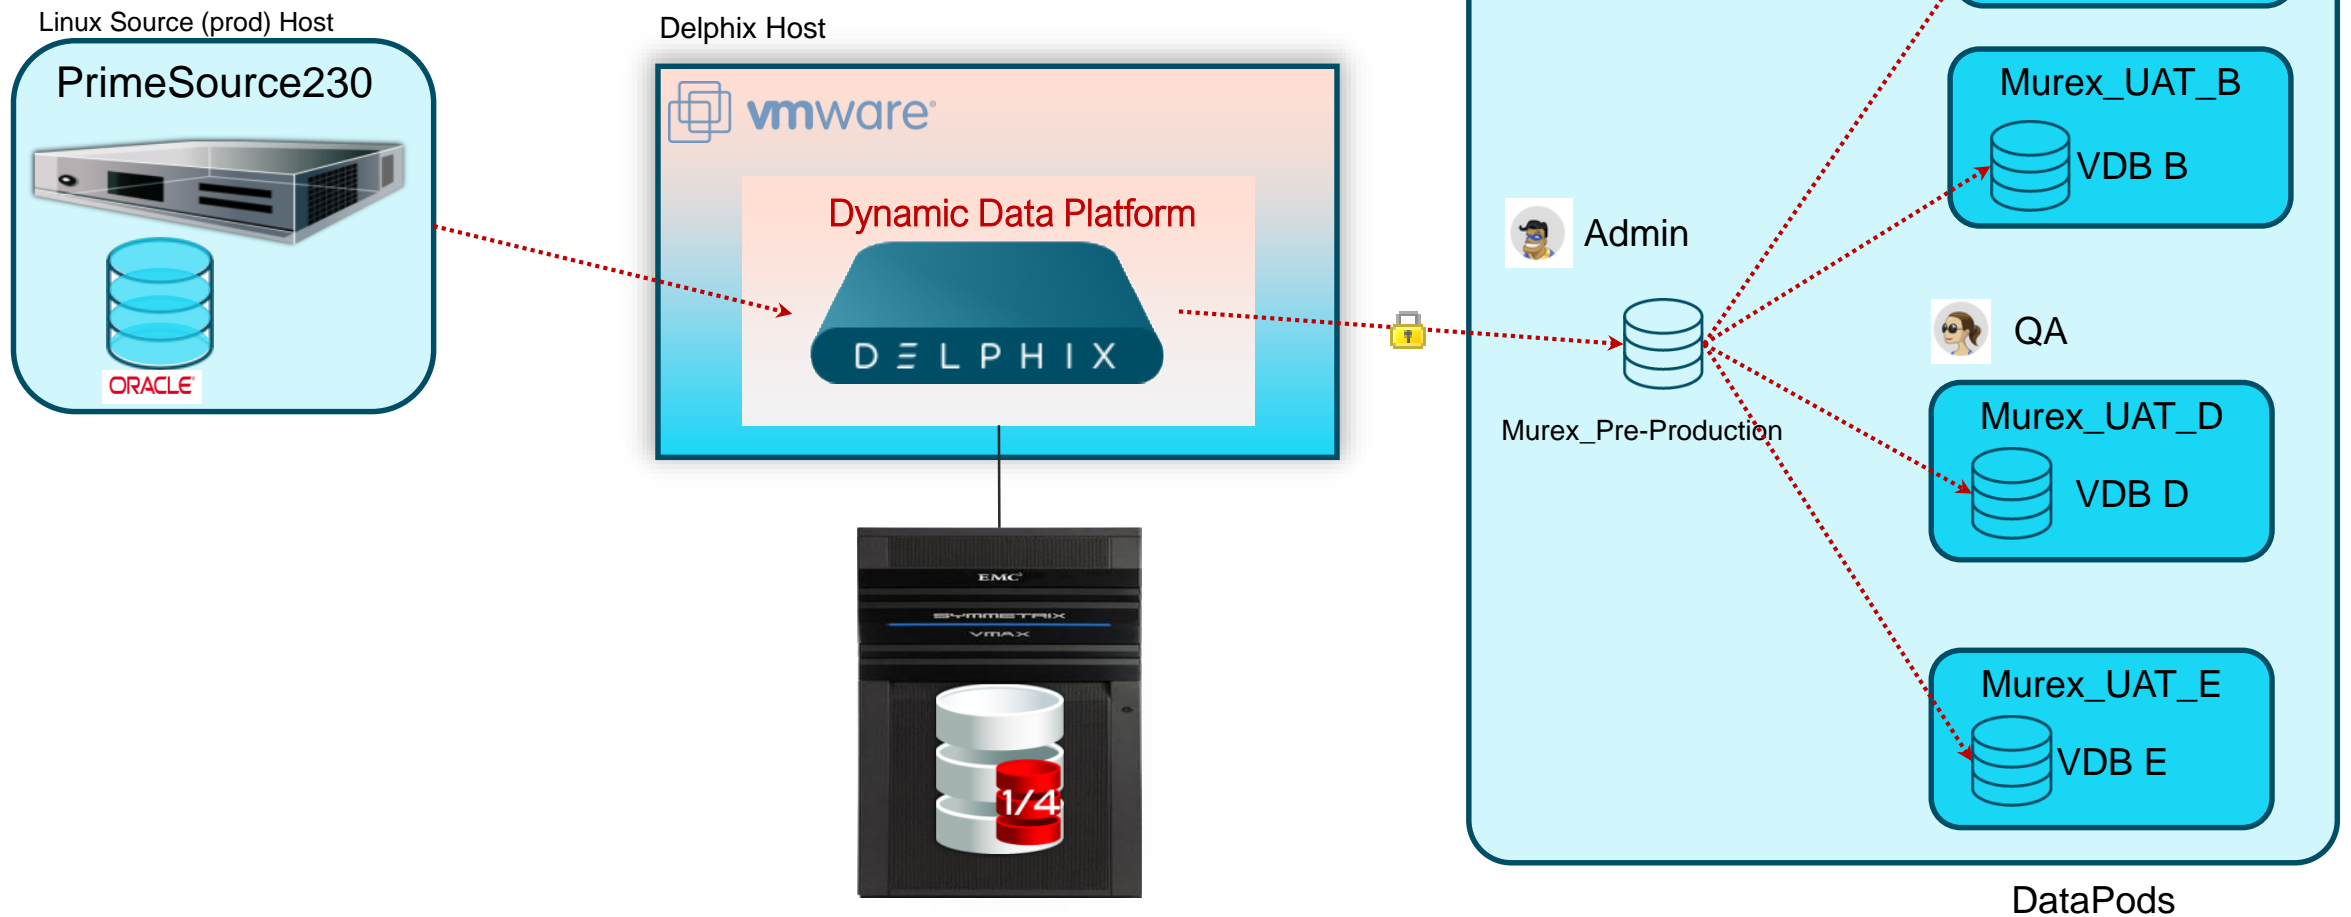 Linux Source (prod) Host
PrimeSource230
ORACLE
Delphix Host
vmware®
Dynamic Data Platform
DELPHIX
EMC²
SYMMETRIX
VMAX
1/4
Admin
Murex_Pre-Production
Murex_UAT_B
VDB B
QA
Murex_UAT_D
VDB D
Murex_UAT_E
VDB E
DataPods